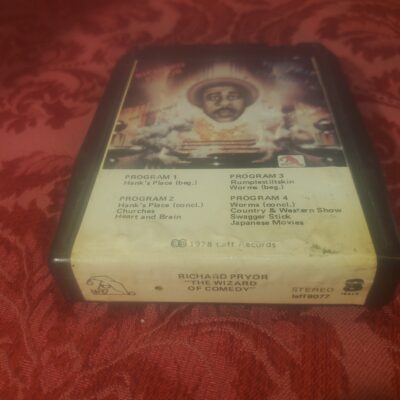 PROGRAM 1
Hank's Place (beg.)
PROGRAM 2
Hank's Place (concl.)
Churches
Heart and Brain
PROGRAM 3
Rumplestiltskin
Worms (beg.)
PROGRAM 4
Worms (concl.)
Country & Western Show
Swagger Stick
Japanese Movies
1978 Laff Records
RICHARD PRYOR
"THE WIZARD
OF COMEDY"
STEREO
laff8077
8